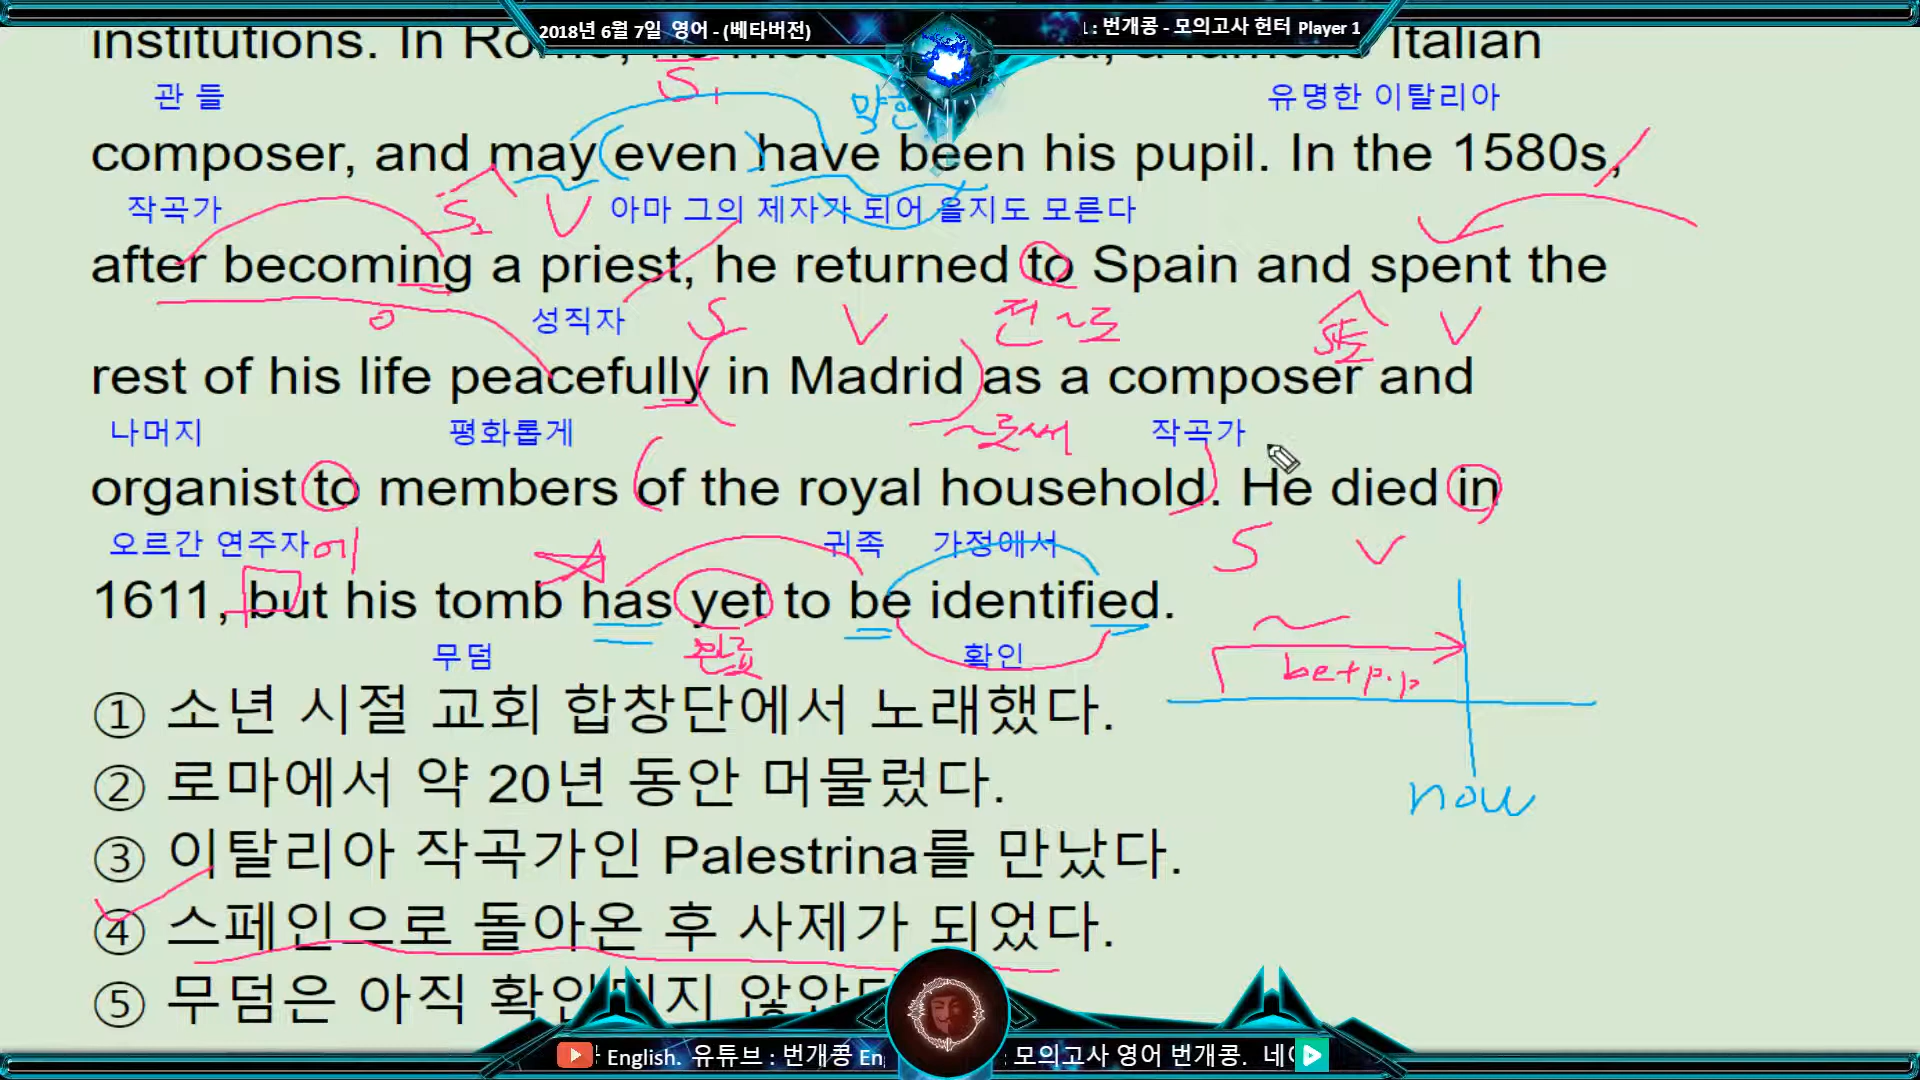 2018년 6월 7일 영어 - (베타버전)
: 번개콩 - 모의고사 헌터 Player 1
institutions. In Italian
관 들 유명한 이탈리아
약한
S
composer, and may even have been his pupil. In the 1580s,
작곡가 S V 아마 그의 제자가 되어 을지도 모른다
after becoming a priest, he returned to Spain and spent the
성직자 S V 전 ~로 V
rest of his life peacefully in Madrid as a composer and
나머지 평화롭게 ~로써 작곡가
organist to members of the royal household. He died in
오르간 연주자 에 귀족 가정에서 S V
1611, but his tomb has yet to be identified.
무덤 완료 확인 be+p.p
now
① 소년 시절 교회 합창단에서 노래했다.
② 로마에서 약 20년 동안 머물렀다.
③ 이탈리아 작곡가인 Palestrina를 만났다.
④ 스페인으로 돌아온 후 사제가 되었다.
⑤ 무덤은 아직
English. 유튜브 : 번개콩 En : 모의고사 영어 번개콩. 네